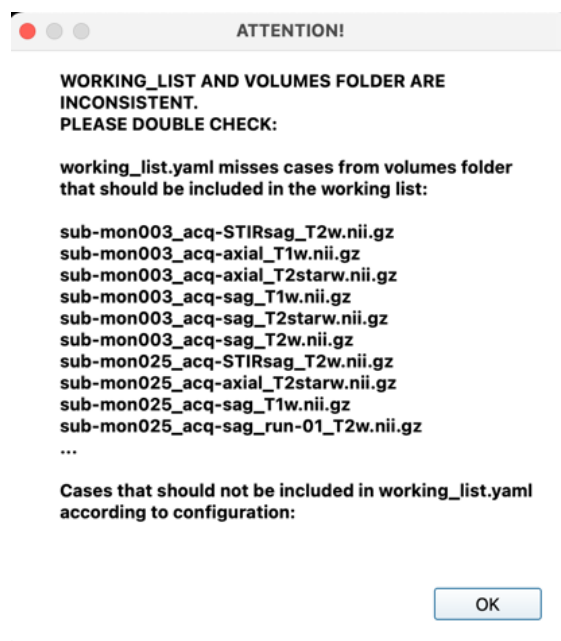 ATTENTION!
WORKING_LIST AND VOLUMES FOLDER ARE
INCONSISTENT.
PLEASE DOUBLE CHECK:
working_list.yaml misses cases from volumes folder
that should be included in the working list:
sub-mon003_acq-STIRsag_T2w.nii.gz
sub-mon003_acq-axial_T1w.nii.gz
sub-mon003_acq-axial_T2starw.nii.gz
sub-mon003_acq-sag_T1w.nii.gz
sub-mon003_acq-sag_T2starw.nii.gz
sub-mon003_acq-sag_T2w.nii.gz
sub-mon025_acq-STIRsag_T2w.nii.gz
sub-mon025_acq-axial_T2starw.nii.gz
sub-mon025_acq-sag_T1w.nii.gz
sub-mon025_acq-sag_run-01_T2w.nii.gz
...
Cases that should not be included in working_list.yaml
according to configuration:
OK